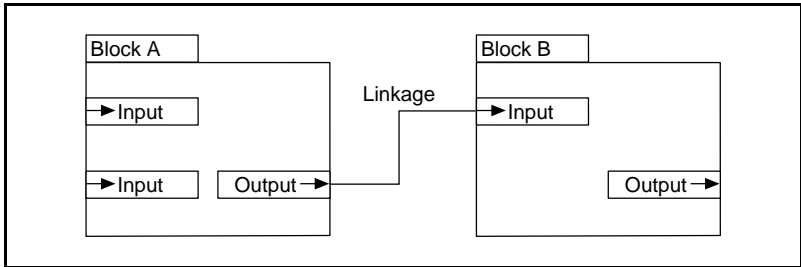 Block A
Block B
Linkage
Input
Input
Input
Output
Output